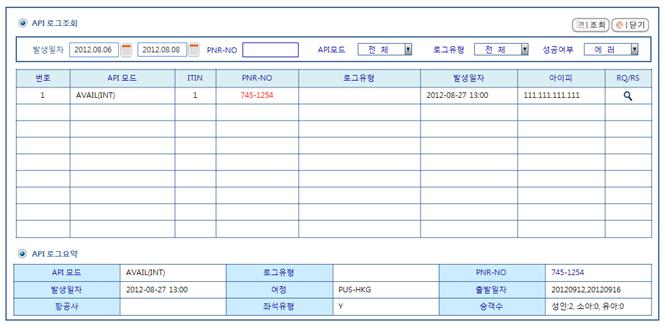 API 로그조회
조회 닫기
발생일자 2012.08.06 2012.08.08 PNR-NO API모드 전 체 로그유형 전 체 성공여부 에 러
번호 API 모드 ITIN PNR-NO 로그유형 발생일자 아이피 RQ/RS
1 AVAIL(INT) 1 745-1254 2012-08-27 13:00 111.111.111.111
API 로그요약
API 모드 AVAIL(INT) 로그유형 PNR-NO 745-1254
발생일자 2012-08-27 13:00 여정 PUS-HKG 출발일자 20120912,20120916
항공사 좌석유형 Y 승객수 성인:2, 소아:0, 유아:0